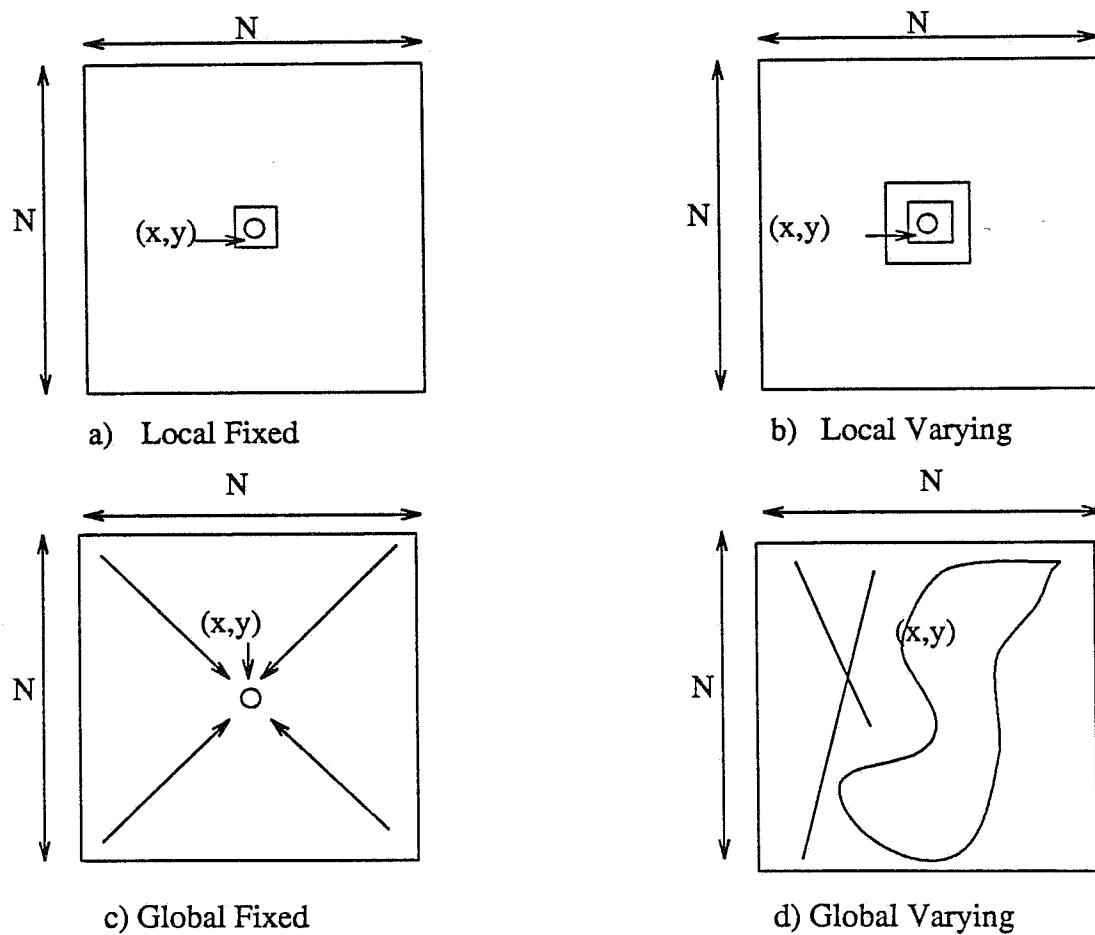 N
N
N
(x,y)
N
(x,y)
a) Local Fixed
b) Local Varying
N
N
(x,y)
N
(x,y)
N
c) Global Fixed
d) Global Varying